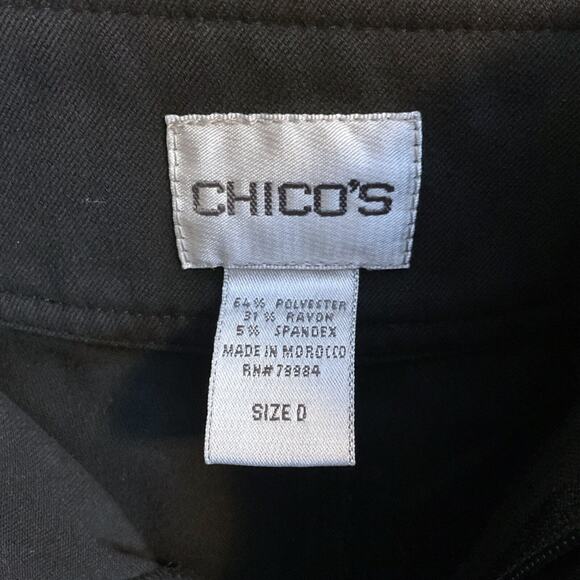 CHICO'S
64% POLYESTER
31% RAYON
5% SPANDEX
MADE IN MOROCCO
RN#79984
SIZE 0